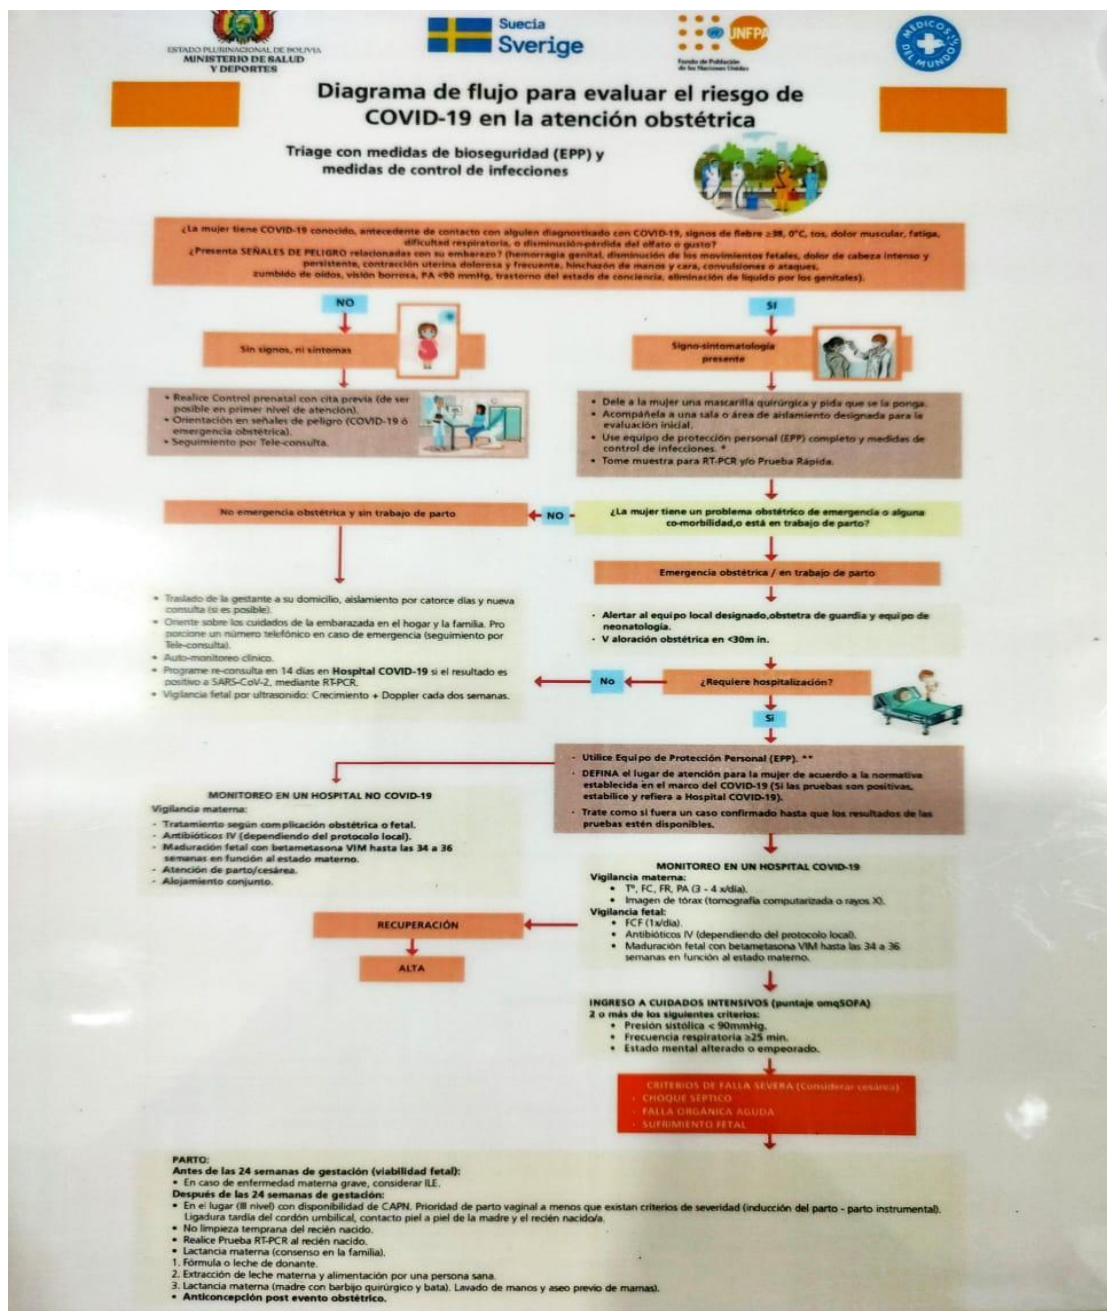 ESTADO PLURINACIONAL DE BOLIVIA
MINISTERIO DE SALUD
Y DEPORTES
Suecia
Sverige
UNFPA
Fondo de Población
de las Naciones Unidas
MEDICOS DEL MUNDO
Diagrama de flujo para evaluar el riesgo de
COVID-19 en la atención obstétrica
Triage con medidas de bioseguridad (EPP) y
medidas de control de infecciones
¿La mujer tiene COVID-19 conocido, antecedente de contacto con alguien diagnosticado con COVID-19, signos de fiebre ≥38, 0°C, tos, dolor muscular, fatiga,
dificultad respiratoria, o disminución-pérdida del olfato o gusto?
¿Presenta SEÑALES DE PELIGRO relacionadas con su embarazo? (hemorragia genital, disminución de los movimientos fetales, dolor de cabeza intenso y
persistente, contracción uterina dolorosa y frecuente, hinchazón de manos y cara, convulsiones o ataques,
zumbido de oídos, visión borrosa, PA <90 mmHg, trastorno del estado de conciencia, eliminación de líquido por los genitales).
NO
SI
Sin signos, ni síntomas
Signo-sintomatología
presente
• Realice Control prenatal con cita previa (de ser
posible en primer nivel de atención).
• Orientación en señales de peligro (COVID-19 ó
emergencia obstétrica).
• Seguimiento por Tele-consulta.
• Dele a la mujer una mascarilla quirúrgica y pida que se la ponga.
• Acompáñela a una sala o área de aislamiento designada para la
evaluación inicial.
• Use equipo de protección personal (EPP) completo y medidas de
control de infecciones. *
• Tome muestra para RT-PCR y/o Prueba Rápida.
No emergencia obstétrica y sin trabajo de parto
NO
¿La mujer tiene un problema obstétrico de emergencia o alguna
co-morbilidad,o está en trabajo de parto?
Emergencia obstétrica / en trabajo de parto
• Traslado de la gestante a su domicilio, aislamiento por catorce días y nueva
consulta (si es posible).
• Oriente sobre los cuidados de la embarazada en el hogar y la familia. Pro
porcione un número telefónico en caso de emergencia (seguimiento por
Tele-consulta).
• Auto-monitoreo clínico.
• Programe re-consulta en 14 días en Hospital COVID-19 si el resultado es
positivo a SARS-CoV-2, mediante RT-PCR.
• Vigilancia fetal por ultrasonido: Crecimiento + Doppler cada dos semanas.
- Alertar al equipo local designado,obstetra de guardia y equipo de
neonatología.
- V aloración obstétrica en <30m in.
No
¿Requiere hospitalización?
Si
- Utilice Equipo de Protección Personal (EPP). **
- DEFINA el lugar de atención para la mujer de acuerdo a la normativa
establecida en el marco del COVID-19 (Si las pruebas son positivas,
estabilice y refiera a Hospital COVID-19).
- Trate como si fuera un caso confirmado hasta que los resultados de las
pruebas estén disponibles.
MONITOREO EN UN HOSPITAL NO COVID-19
Vigilancia materna:
- Tratamiento según complicación obstétrica o fetal.
- Antibióticos IV (dependiendo del protocolo local).
- Maduración fetal con betametasona VIM hasta las 34 a 36
semanas en función al estado materno.
- Atención de parto/cesárea.
- Alojamiento conjunto.
MONITOREO EN UN HOSPITAL COVID-19
Vigilancia materna:
• Tº, FC, FR, PA (3 - 4 x/día).
• Imagen de tórax (tomografía computarizada o rayos X).
Vigilancia fetal:
• FCF (1x/día).
• Antibióticos IV (dependiendo del protocolo local).
• Maduración fetal con betametasona VIM hasta las 34 a 36
semanas en función al estado materno.
RECUPERACIÓN
ALTA
INGRESO A CUIDADOS INTENSIVOS (puntaje omqSOFA)
2 o más de los siguientes criterios:
• Presión sistólica < 90mmHg.
• Frecuencia respiratoria ≥25 min.
• Estado mental alterado o empeorado.
CRITERIOS DE FALLA SEVERA (Considerar cesárea)
- CHOQUE SÉPTICO
- FALLA ORGÁNICA AGUDA
- SUFRIMIENTO FETAL
PARTO:
Antes de las 24 semanas de gestación (viabilidad fetal):
• En caso de enfermedad materna grave, considerar ILE.
Después de las 24 semanas de gestación:
• En el lugar (III nivel) con disponibilidad de CAPN. Prioridad de parto vaginal a menos que existan criterios de severidad (inducción del parto - parto instrumental).
Ligadura tardía del cordón umbilical, contacto piel a piel de la madre y el recién nacido/a.
• No limpieza temprana del recién nacido.
• Realice Prueba RT-PCR al recién nacido.
• Lactancia materna (consenso en la familia).
1. Fórmula o leche de donante.
2. Extracción de leche materna y alimentación por una persona sana.
3. Lactancia materna (madre con barbijo quirúrgico y bata). Lavado de manos y aseo previo de mamas).
• Anticoncepción post evento obstétrico.